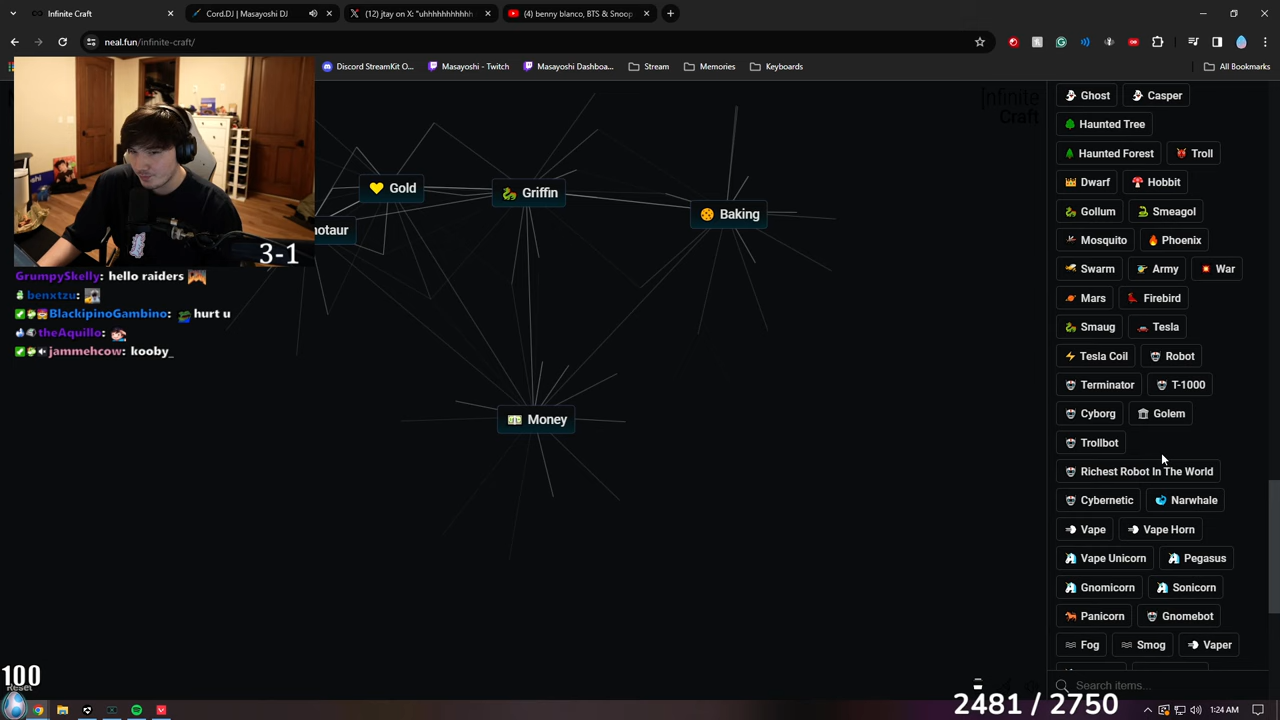 Infinite Craft
Cord.DJ | Masayoshi DJ
(12) jtay on X: "uhhhhhhhhhh
(4) benny blanco, BTS & Snoop
neal.fun/infinite-craft/
Discord StreamKit O...
Masayoshi - Twitch
Masayoshi Dashboa...
Stream
Memories
Keyboards
All Bookmarks
Infinite
Craft
Gold
Griffin
Baking
notaur
Money
3-1
GrumpySkelly: hello raiders
benxtzu:
BlackipinoGambino: hurt u
theAquillo:
jammehcow: kooby_
Ghost
Casper
Haunted Tree
Haunted Forest
Troll
Dwarf
Hobbit
Gollum
Smeagol
Mosquito
Phoenix
Swarm
Army
War
Mars
Firebird
Smaug
Tesla
Tesla Coil
Robot
Terminator
T-1000
Cyborg
Golem
Trollbot
Richest Robot In The World
Cybernetic
Narwhale
Vape
Vape Horn
Vape Unicorn
Pegasus
Gnomicorn
Sonicorn
Panicorn
Gnomebot
Fog
Smog
Vaper
Search items...
100
Reset
2481 / 2750
1:24 AM